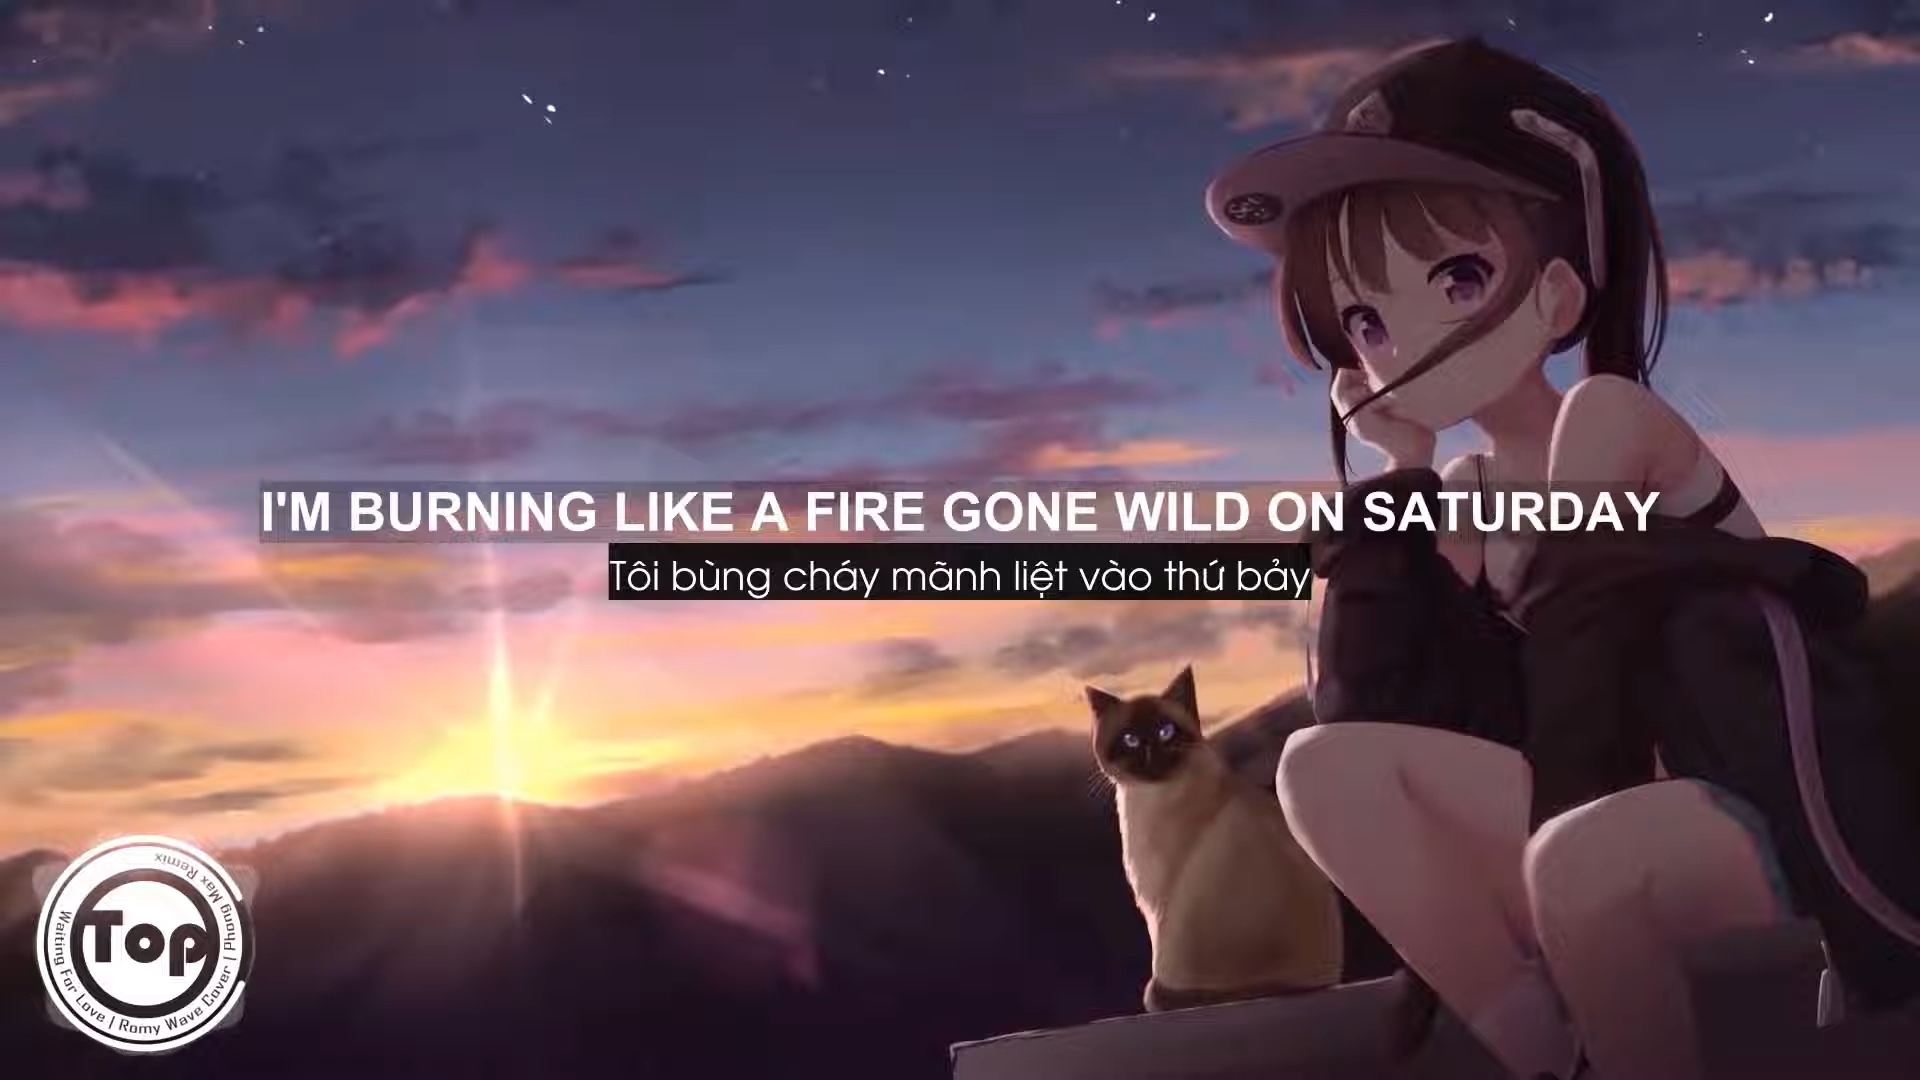 I'M BURNING LIKE A FIRE GONE WILD ON SATURDAY
Tôi bùng cháy mãnh liệt vào thứ bảy
Top
Waiting For Love | Romy Wave Cover | Phong Max Remix